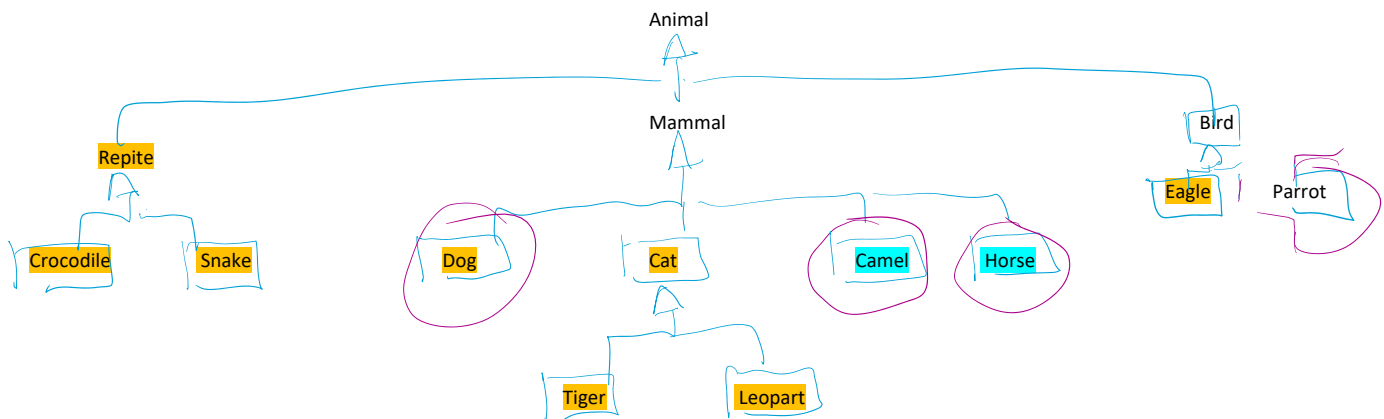 Animal
Mammal
Bird
Repite
Eagle
Parrot
Crocodile
Snake
Dog
Cat
Camel
Horse
Tiger
Leopart